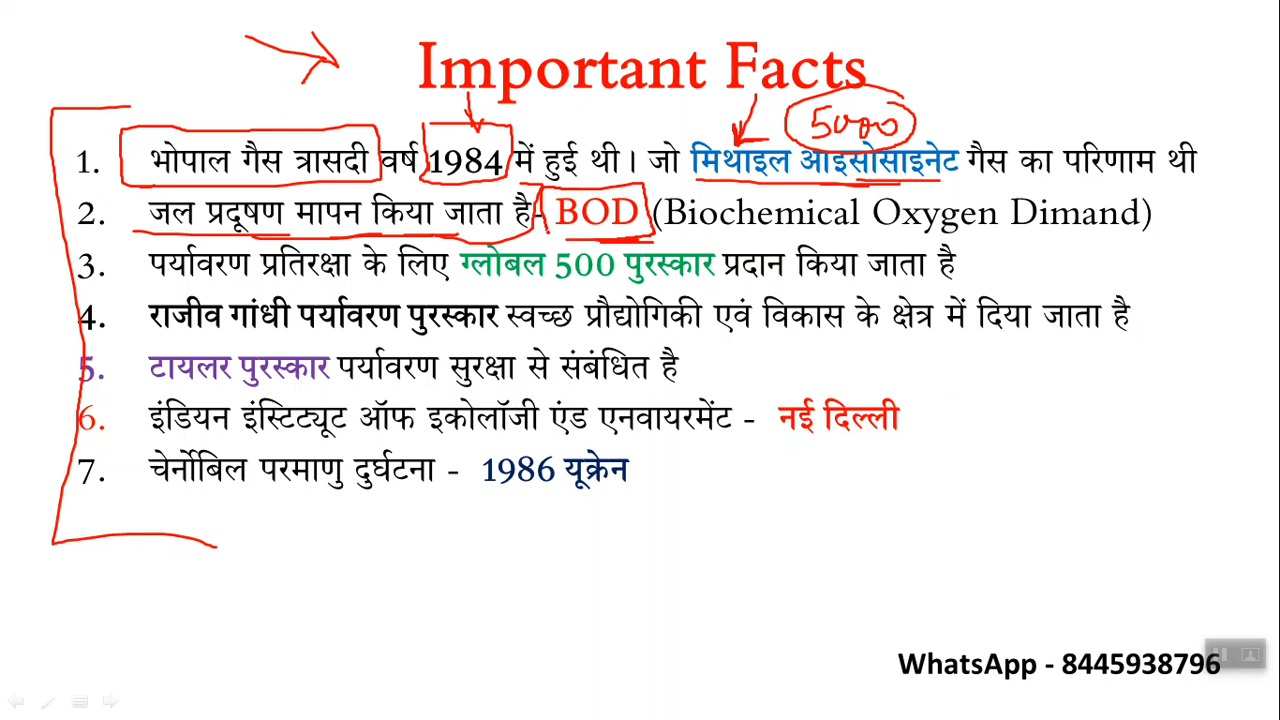 Important Facts
5000
1. भोपाल गैस त्रासदी वर्ष 1984 में हुई थी। जो मिथाइल आइसोसाइनेट गैस का परिणाम थी
2. जल प्रदूषण मापन किया जाता है- BOD (Biochemical Oxygen Dimand)
3. पर्यावरण प्रतिरक्षा के लिए ग्लोबल 500 पुरस्कार प्रदान किया जाता है
4. राजीव गांधी पर्यावरण पुरस्कार स्वच्छ प्रौद्योगिकी एवं विकास के क्षेत्र में दिया जाता है
5. टायलर पुरस्कार पर्यावरण सुरक्षा से संबंधित है
6. इंडियन इंस्टिट्यूट ऑफ इकोलॉजी एंड एनवायरमेंट - नई दिल्ली
7. चेर्नोबिल परमाणु दुर्घटना - 1986 यूक्रेन
WhatsApp - 8445938796